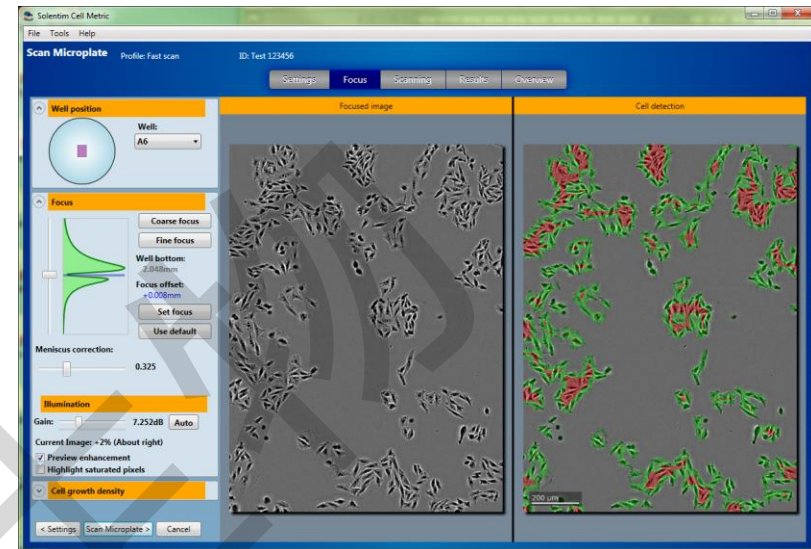 Solentim Cell Metric
File Tools Help
Scan Microplate Profile: Fast scan ID: Test 123456
Settings Focus Scanning Results Overview
Well position
Well:
A6
Focus
Coarse focus
Fine focus
Well bottom:
2.048mm
Focus offset:
+0.008mm
Set focus
Use default
Meniscus correction:
0.325
Illumination
Gain: 7.252dB Auto
Current Image: +2% (About right)
Preview enhancement
Highlight saturated pixels
Cell growth density
< Settings Scan Microplate > Cancel
Focused image
Cell detection
200 µm